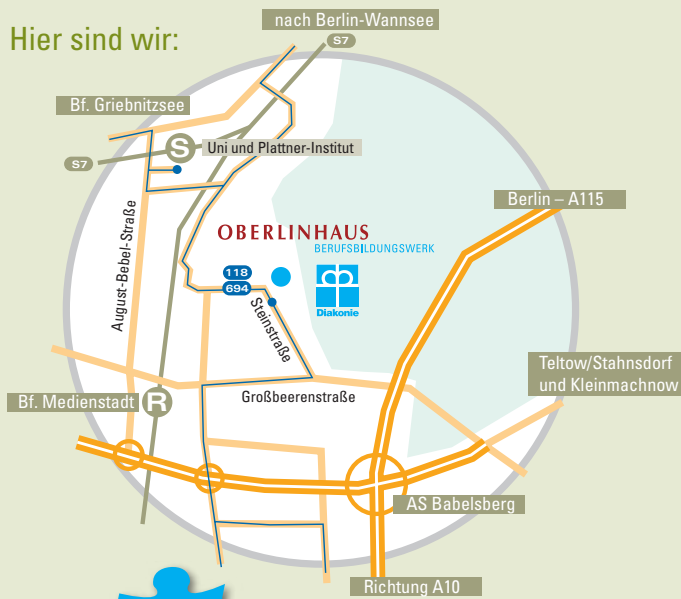 Hier sind wir:
nach Berlin-Wannsee
S7
Bf. Griebnitzsee
S
Uni und Plattner-Institut
S7
Berlin – A115
August-Bebel-Straße
OBERLINHAUS
BERUFSBILDUNGSWERK
118
694
Diakonie
Steinstraße
Teltow/Stahnsdorf
und Kleinmachnow
Bf. Medienstadt
R
Großbeerenstraße
AS Babelsberg
Richtung A10